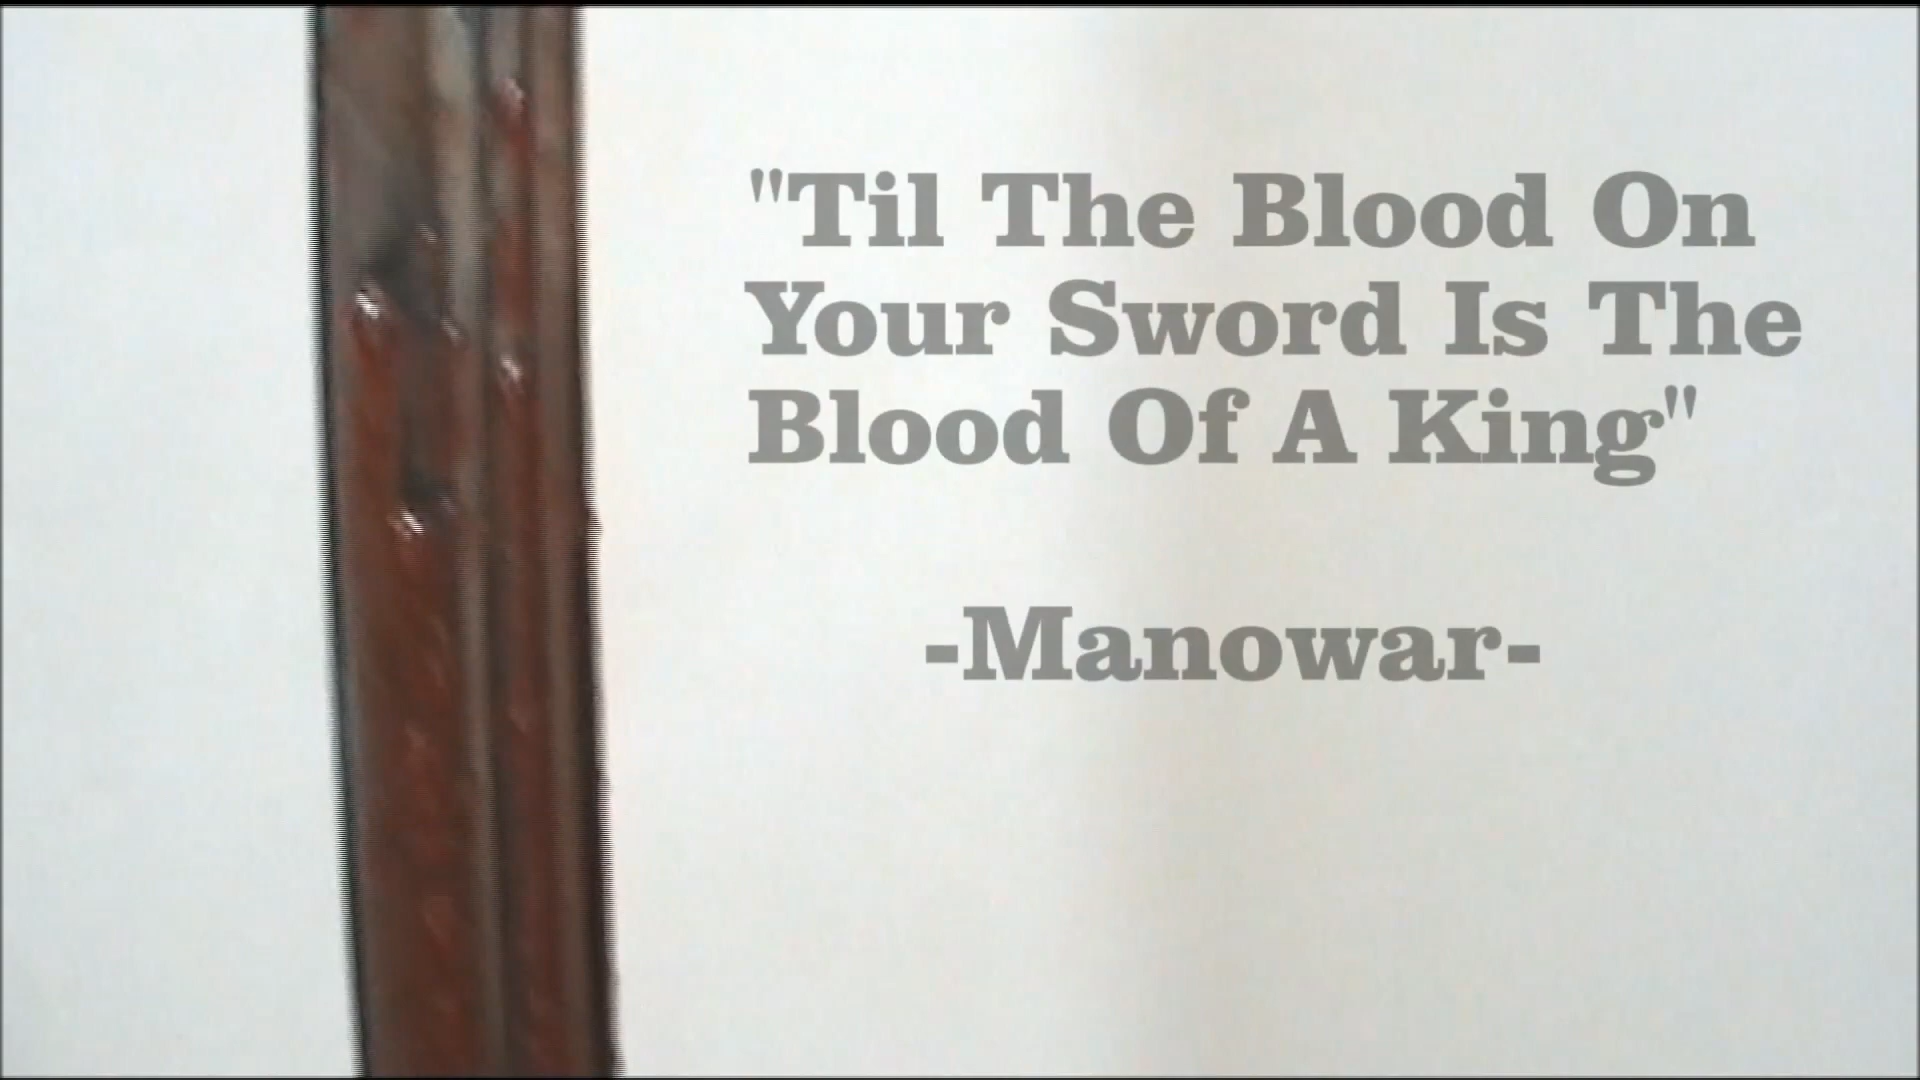 "Til The Blood On
Your Sword Is The
Blood Of A King"
-Manowar-